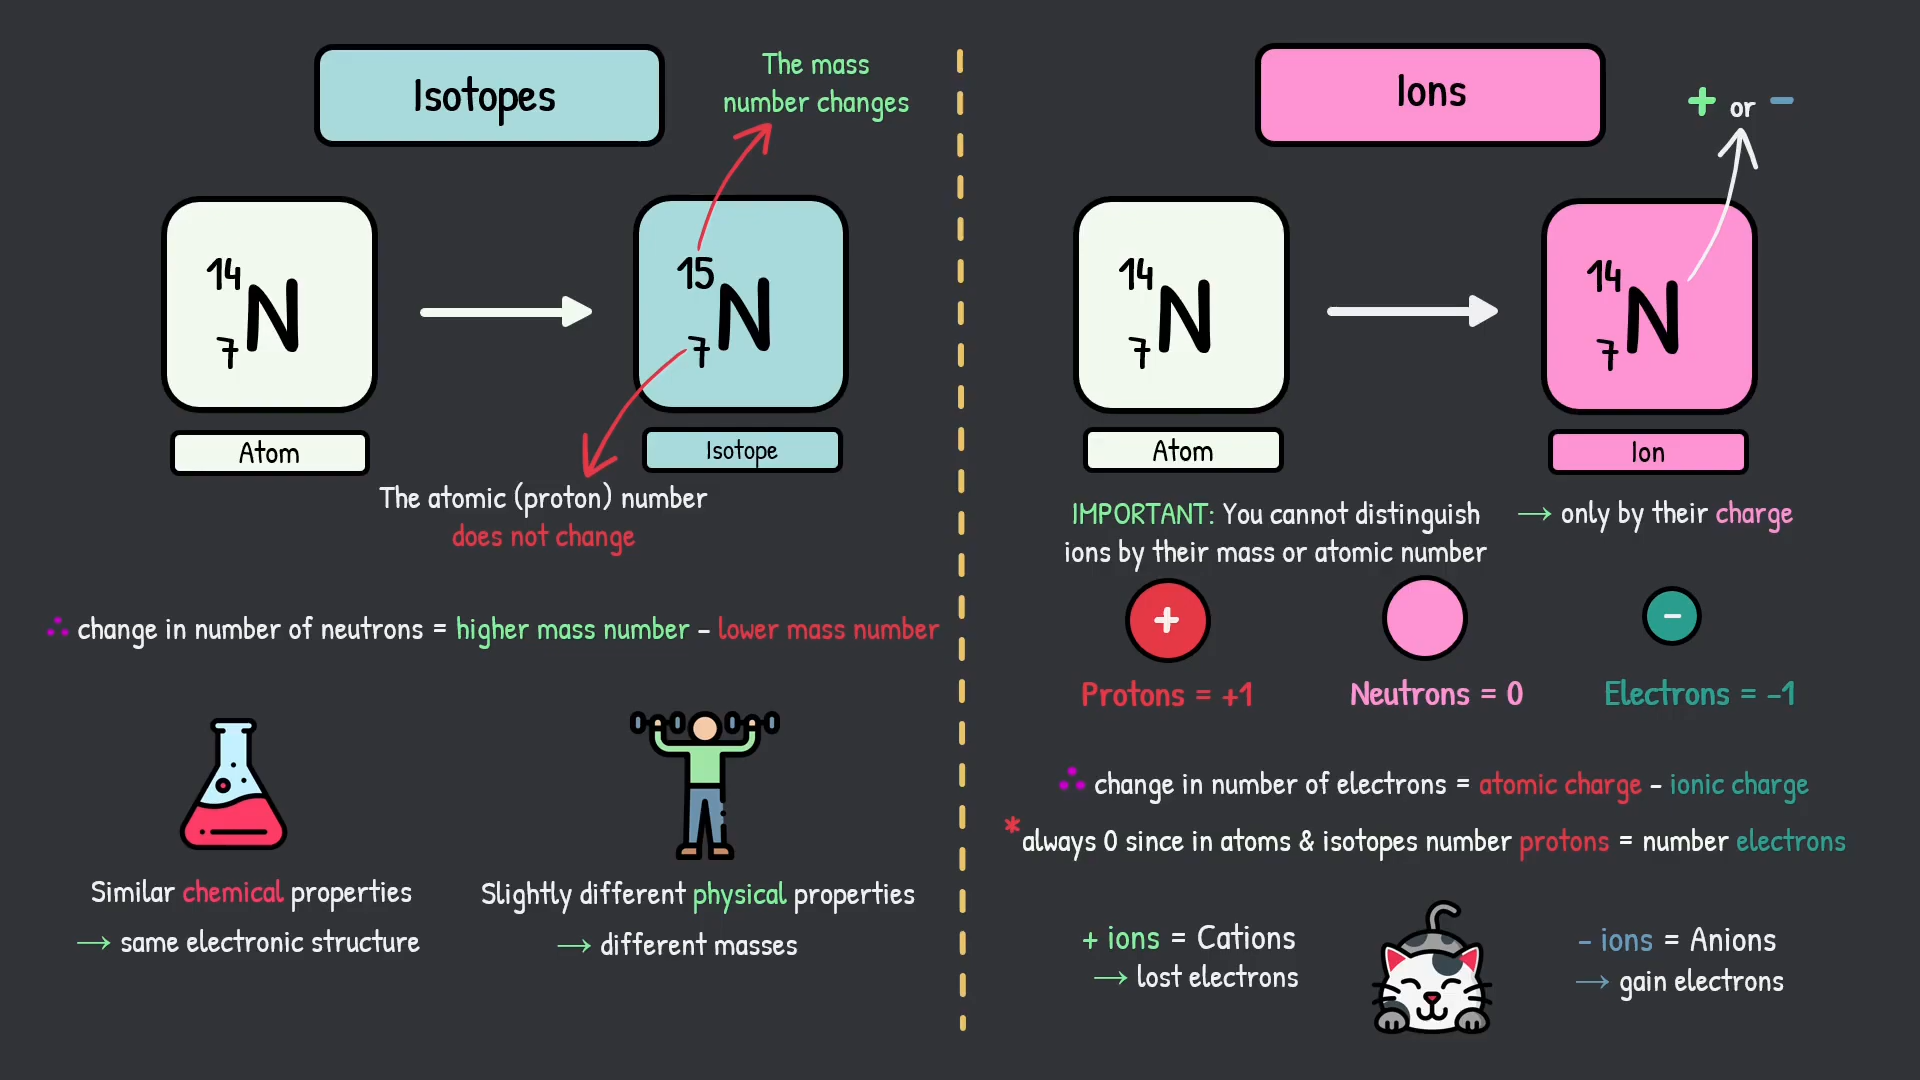 Isotopes
The mass
number changes
14
7
N
15
7
N
Atom
Isotope
The atomic (proton) number
does not change
∴ change in number of neutrons = higher mass number - lower mass number
Similar chemical properties
→ same electronic structure
Slightly different physical properties
→ different masses
Ions
+ or -
14
7
N
14
7
N
Atom
Ion
IMPORTANT: You cannot distinguish
ions by their mass or atomic number
→ only by their charge
+
-
Protons = +1
Neutrons = 0
Electrons = -1
∴ change in number of electrons = atomic charge - ionic charge
*always 0 since in atoms & isotopes number protons = number electrons
+ ions = Cations
→ lost electrons
- ions = Anions
→ gain electrons